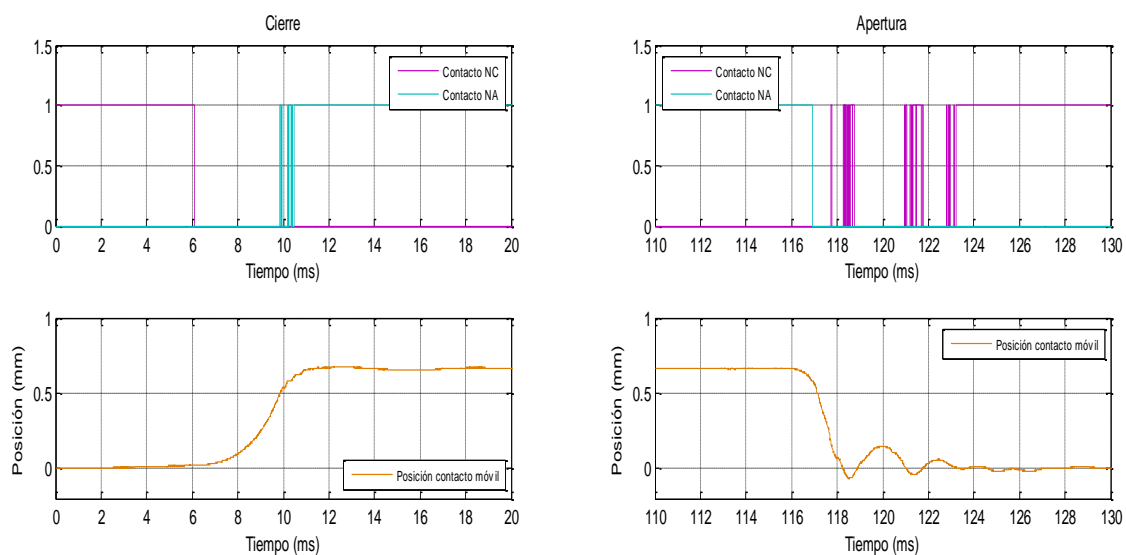 Cierre
1.5
1
0.5
0
Contacto NC
Contacto NA
0 2 4 6 8 10 12 14 16 18 20
Tiempo (ms)
Apertura
1.5
1
0.5
0
Contacto NC
Contacto NA
110 112 114 116 118 120 122 124 126 128 130
Tiempo (ms)
Posición (mm)
1
0.5
0
Posición contacto móvil
0 2 4 6 8 10 12 14 16 18 20
Tiempo (ms)
Posición (mm)
1
0.5
0
Posición contacto móvil
110 112 114 116 118 120 122 124 126 128 130
Tiempo (ms)